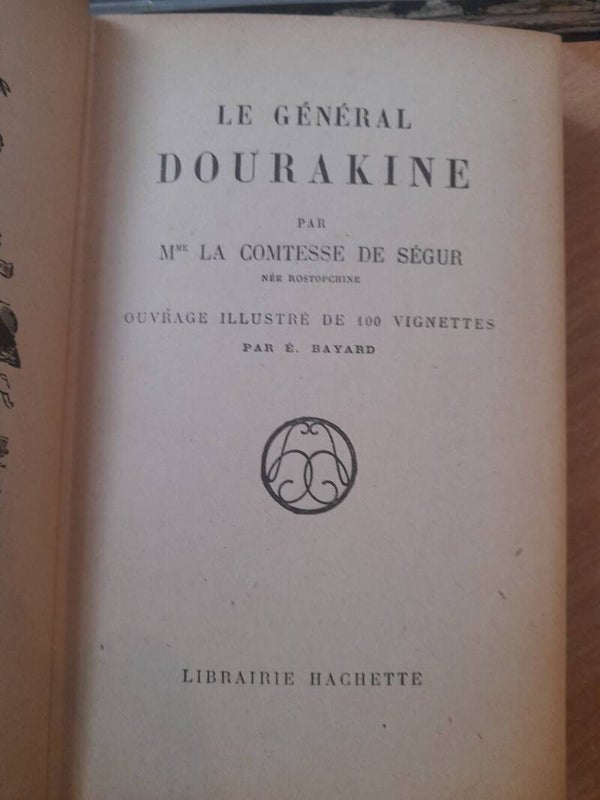 LE GÉNÉRAL
DOURAKINE
PAR
Mme LA COMTESSE DE SÉGUR
NÉE ROSTOPCHINE
OUVRAGE ILLUSTRÉ DE 100 VIGNETTES
PAR É. BAYARD
LIBRAIRIE HACHETTE